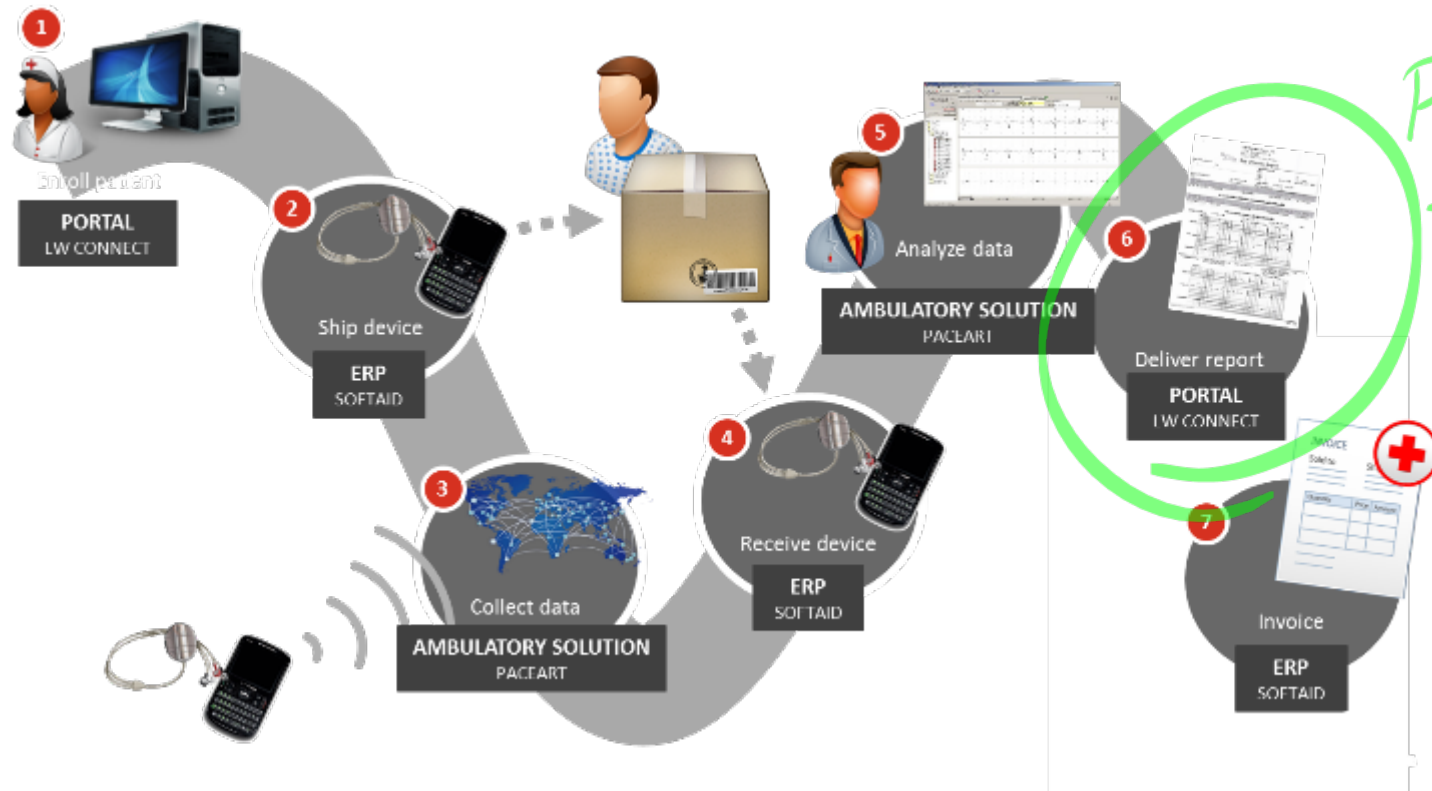 1
Enroll patient
PORTAL
LW CONNECT
2
Ship device
ERP
SOFTAID
3
Collect data
AMBULATORY SOLUTION
PACEART
4
Receive device
ERP
SOFTAID
5
Analyze data
AMBULATORY SOLUTION
PACEART
6
Deliver report
PORTAL
LW CONNECT
7
INVOICE
Invoice
ERP
SOFTAID